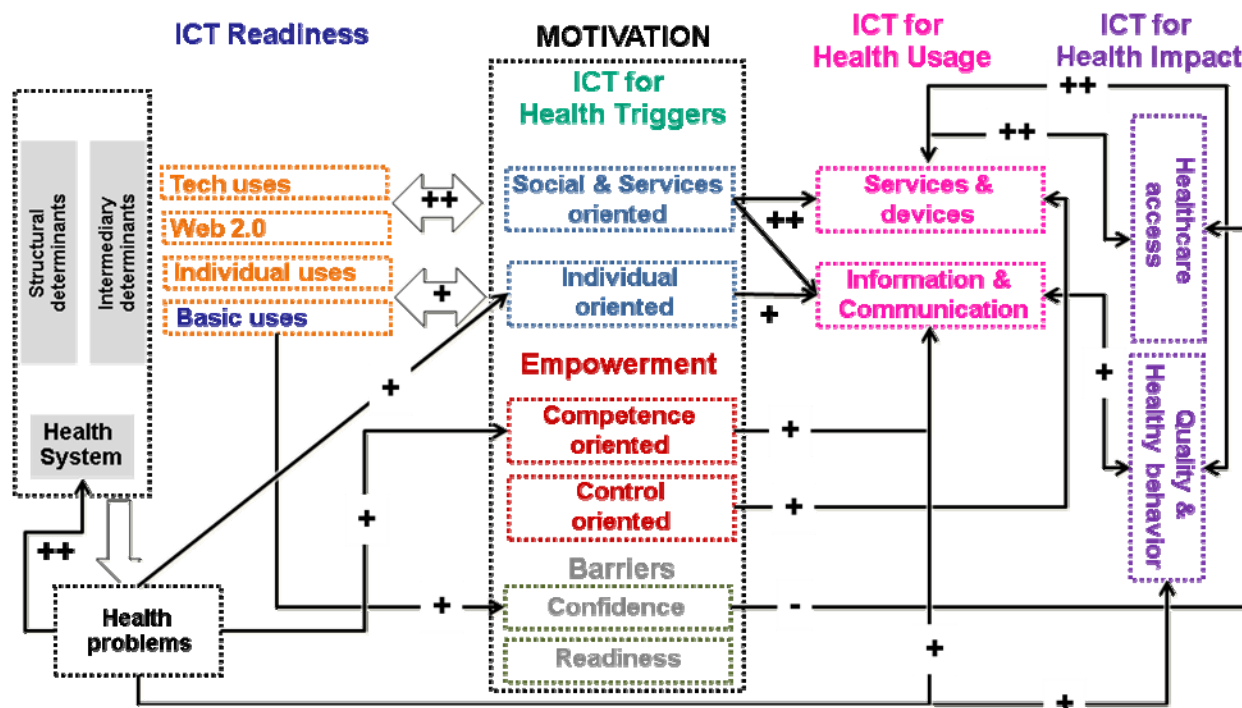 ICT Readiness
MOTIVATION
ICT for
Health Usage
ICT for
Health Impact
ICT for
Health Triggers
Structural
determinants
Intermediary
determinants
Health
System
Health
problems
Tech uses
Web 2.0
Individual uses
Basic uses
++
+
Social & Services
oriented
Individual
oriented
Empowerment
Competence
oriented
Control
oriented
Barriers
Confidence
Readiness
++
+
+
+
-
Services &
devices
Information &
Communication
++
++
+
Healthcare
access
Quality &
Healthy behavior
+
+
+
++
+
+